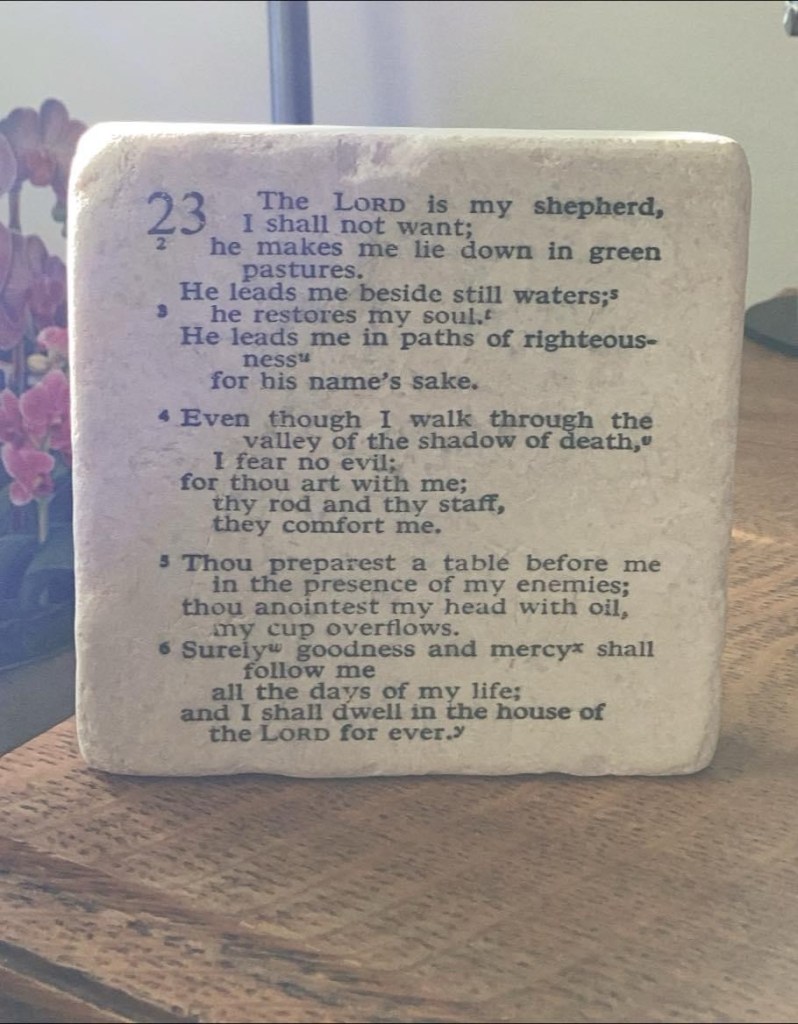 23 The LORD is my shepherd,
I shall not want;
2 he makes me lie down in green
pastures.
He leads me beside still waters;ˢ
3 he restores my soul.ᵗ
He leads me in paths of righteous-
nessᵘ
for his name's sake.
4 Even though I walk through the
valley of the shadow of death,ᵛ
I fear no evil;
for thou art with me;
thy rod and thy staff,
they comfort me.
5 Thou preparest a table before me
in the presence of my enemies;
thou anointest my head with oil,
my cup overflows.
6 Surelyʷ goodness and mercyˣ shall
follow me
all the days of my life;
and I shall dwell in the house of
the LORD for ever.ʸ